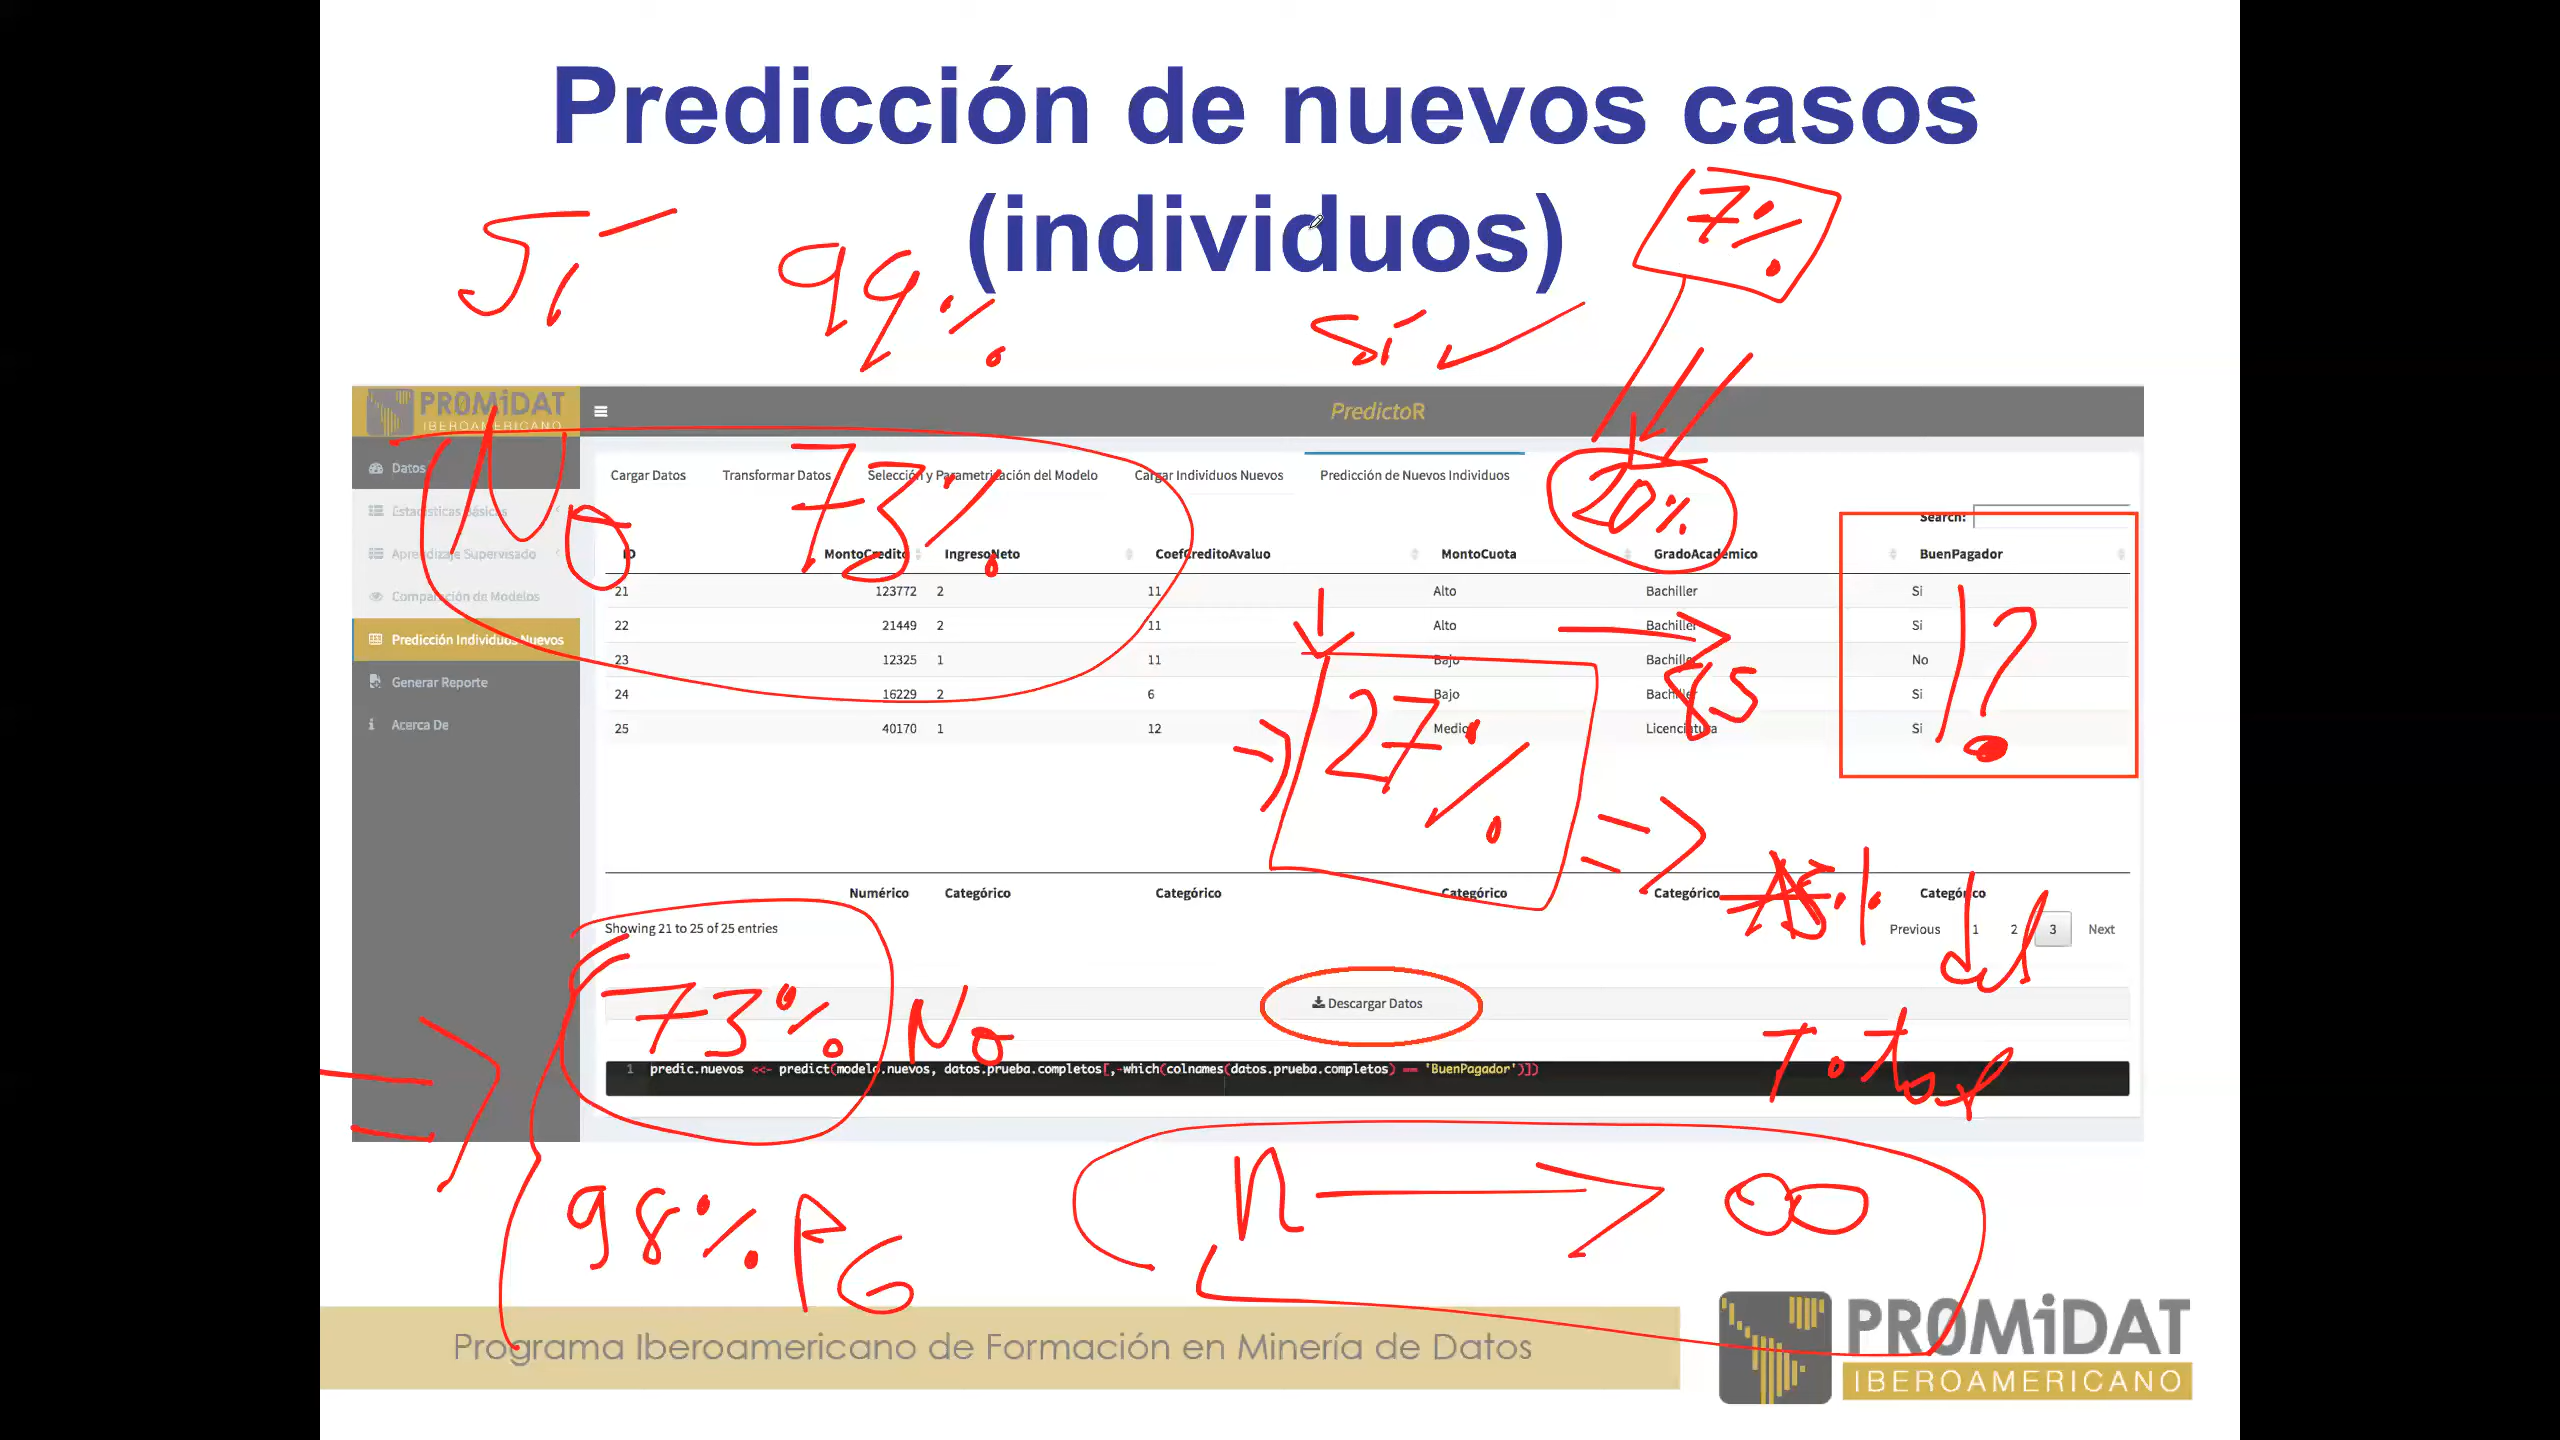 Predicción de nuevos casos
(individuos)
7%
Sí 99%
sí
PROMiDAT
IBEROAMERICANO
PredictoR
No 73%
20%
Datos
Estadísticas Básicas
Aprendizaje Supervisado
Comparación de Modelos
Predicción Individuos Nuevos
Generar Reporte
Acerca De
Cargar Datos Transformar Datos Selección y Parametrización del Modelo Cargar Individuos Nuevos Predicción de Nuevos Individuos
Search:
ID MontoCredito IngresoNeto CoefCreditoAvaluo MontoCuota GradoAcademico BuenPagador
21 123772 2 11 Alto Bachiller Si
22 21449 2 11 Alto Bachiller Si
23 12325 1 11 Bajo Bachiller No
24 16229 2 6 Bajo Bachiller Si
25 40170 1 12 Medio Licenciatura Si
?
85
27%
Numérico Categórico Categórico Categórico Categórico Categórico
Showing 21 to 25 of 25 entries
Previous 1 2 3 Next
del
Total
73% No
Descargar Datos
1 predic.nuevos <<- predict(modelo.nuevos, datos.prueba.completos[,-which(colnames(datos.prueba.completos) == 'BuenPagador')])
98% PG
n → ∞
Programa Iberoamericano de Formación en Minería de Datos
PROMiDAT
IBEROAMERICANO